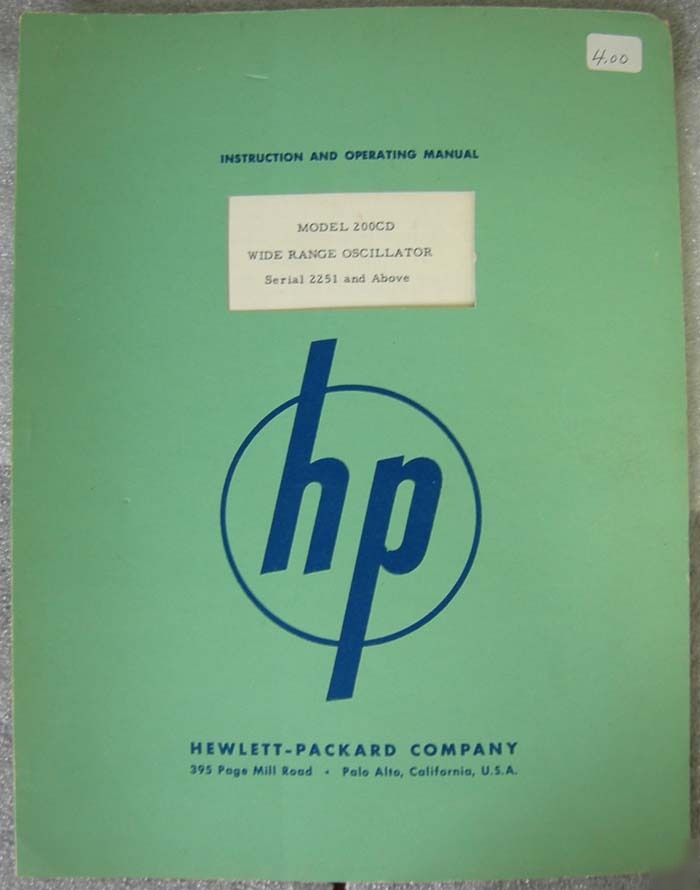 4.00
INSTRUCTION AND OPERATING MANUAL
MODEL 200CD
WIDE RANGE OSCILLATOR
Serial 2251 and Above
hp
HEWLETT-PACKARD COMPANY
395 Page Mill Road • Palo Alto, California, U.S.A.